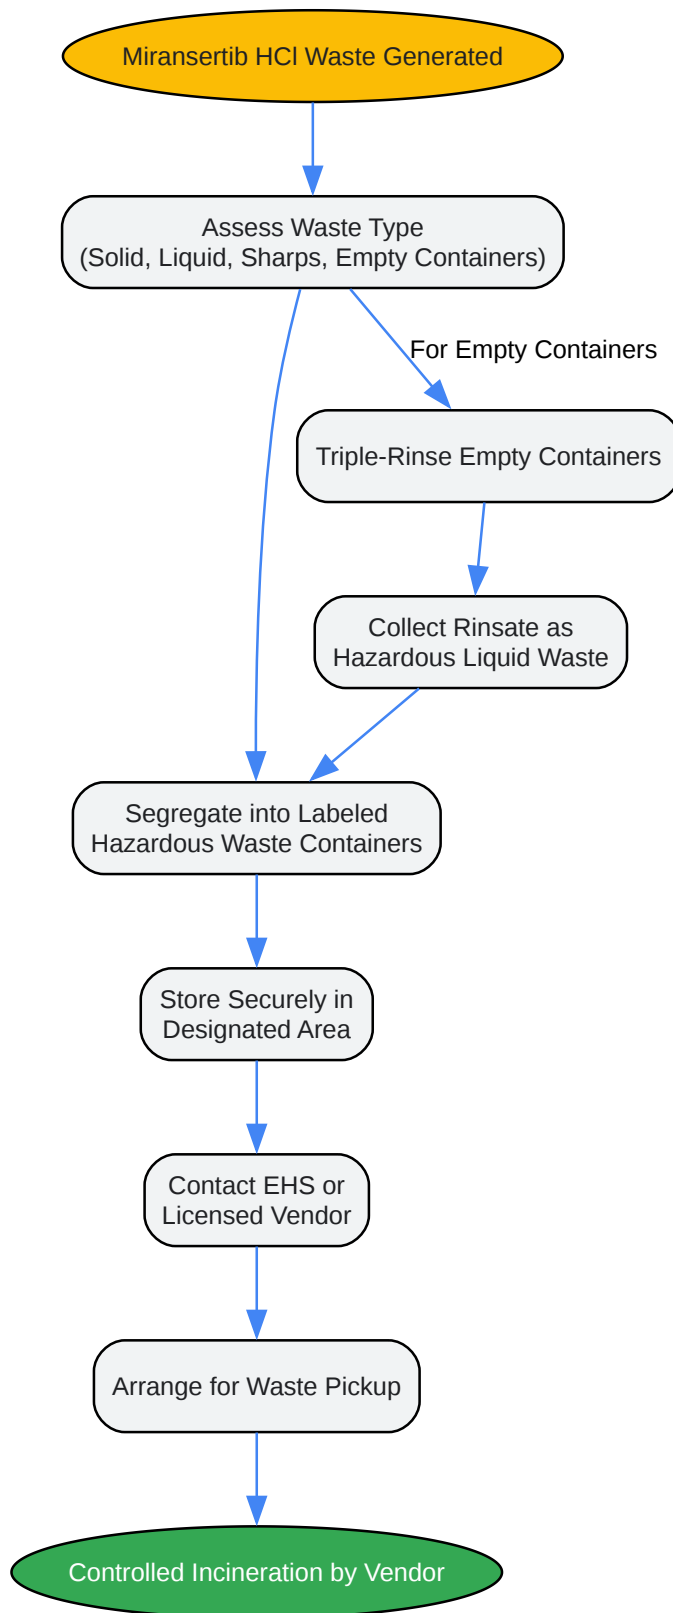 Miransertib HCl Waste Generated
Assess Waste Type
(Solid, Liquid, Sharps, Empty Containers)
For Empty Containers
Triple-Rinse Empty Containers
Collect Rinsate as
Hazardous Liquid Waste
Segregate into Labeled
Hazardous Waste Containers
Store Securely in
Designated Area
Contact EHS or
Licensed Vendor
Arrange for Waste Pickup
Controlled Incineration by Vendor